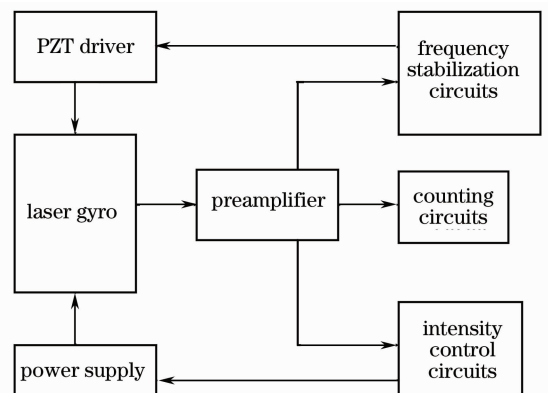 PZT driver
frequency
stabilization
circuits
laser gyro
preamplifier
counting
circuits
intensity
control
circuits
power supply